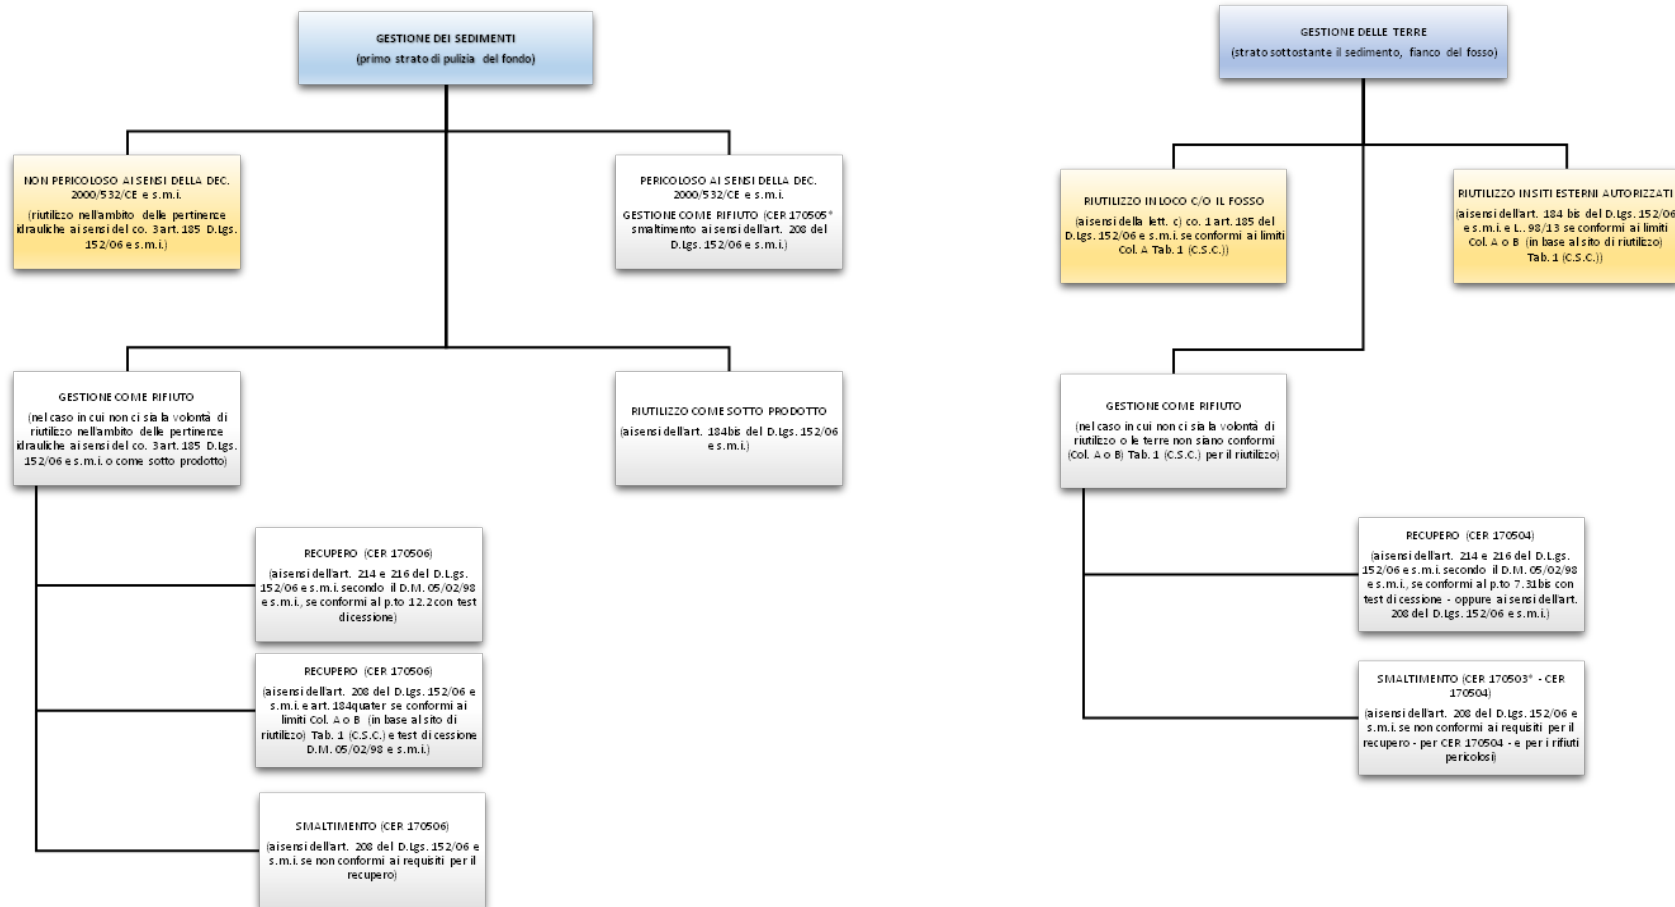 GESTIONE DEI SEDIMENTI
(primo strato di pulizia del fondo)
NON PERICOLOSO AI SENSI DELLA DEC.
2000/532/CE e s.m.i.
(riutilizzo nell'ambito delle pertinenze
idrauliche ai sensi del co. 3 art. 185 D.Lgs.
152/06 e s.m.i.)
PERICOLOSO AI SENSI DELLA DEC.
2000/532/CE e s.m.i.
GESTIONE COME RIFIUTO (CER 170505*
smaltimento ai sensi dell'art. 208 del
D.Lgs. 152/06 e s.m.i.)
GESTIONE COME RIFIUTO
(nel caso in cui non ci sia la volontà di
riutilizzo nell'ambito delle pertinenze
idrauliche ai sensi del co. 3 art. 185 D.Lgs.
152/06 e s.m.i. o come sotto prodotto)
RIUTILIZZO COME SOTTO PRODOTTO
(ai sensi dell'art. 184bis del D.Lgs. 152/06
e s.m.i.)
RECUPERO (CER 170506)
(ai sensi dell'art. 214 e 216 del D.Lgs.
152/06 e s.m.i. secondo il D.M. 05/02/98
e s.m.i., se conformi al p.to 12.2 con test
di cessione)
RECUPERO (CER 170506)
(ai sensi dell'art. 208 del D.Lgs. 152/06 e
s.m.i. e art. 184quater se conformi ai
limiti Col. A o B (in base al sito di
riutilizzo) Tab. 1 (C.S.C.) e test di cessione
D.M. 05/02/98 e s.m.i.)
SMALTIMENTO (CER 170506)
(ai sensi dell'art. 208 del D.Lgs. 152/06 e
s.m.i. se non conformi ai requisiti per il
recupero)
GESTIONE DELLE TERRE
(strato sottostante il sedimento, fianco del fosso)
RIUTILIZZO IN LOCO C/O IL FOSSO
(ai sensi della lett. c) co. 1 art. 185 del
D.Lgs. 152/06 e s.m.i. se conformi ai limiti
Col. A Tab. 1 (C.S.C.))
RIUTILIZZO IN SITI ESTERNI AUTORIZZATI
(ai sensi dell'art. 184 bis del D.Lgs. 152/06
e s.m.i. e L. 98/13 se conformi ai limiti
Col. A o B (in base al sito di riutilizzo)
Tab. 1 (C.S.C.))
GESTIONE COME RIFIUTO
(nel caso in cui non ci sia la volontà di
riutilizzo o le terre non siano conformi
(Col. A o B) Tab. 1 (C.S.C.) per il riutilizzo)
RECUPERO (CER 170504)
(ai sensi dell'art. 214 e 216 del D.Lgs.
152/06 e s.m.i. secondo il D.M. 05/02/98
e s.m.i., se conformi al p.to 7.31bis con
test di cessione - oppure ai sensi dell'art.
208 del D.Lgs. 152/06 e s.m.i.)
SMALTIMENTO (CER 170503* - CER
170504)
(ai sensi dell'art. 208 del D.Lgs. 152/06 e
s.m.i. se non conformi ai requisiti per il
recupero - per CER 170504 - e per i rifiuti
pericolosi)